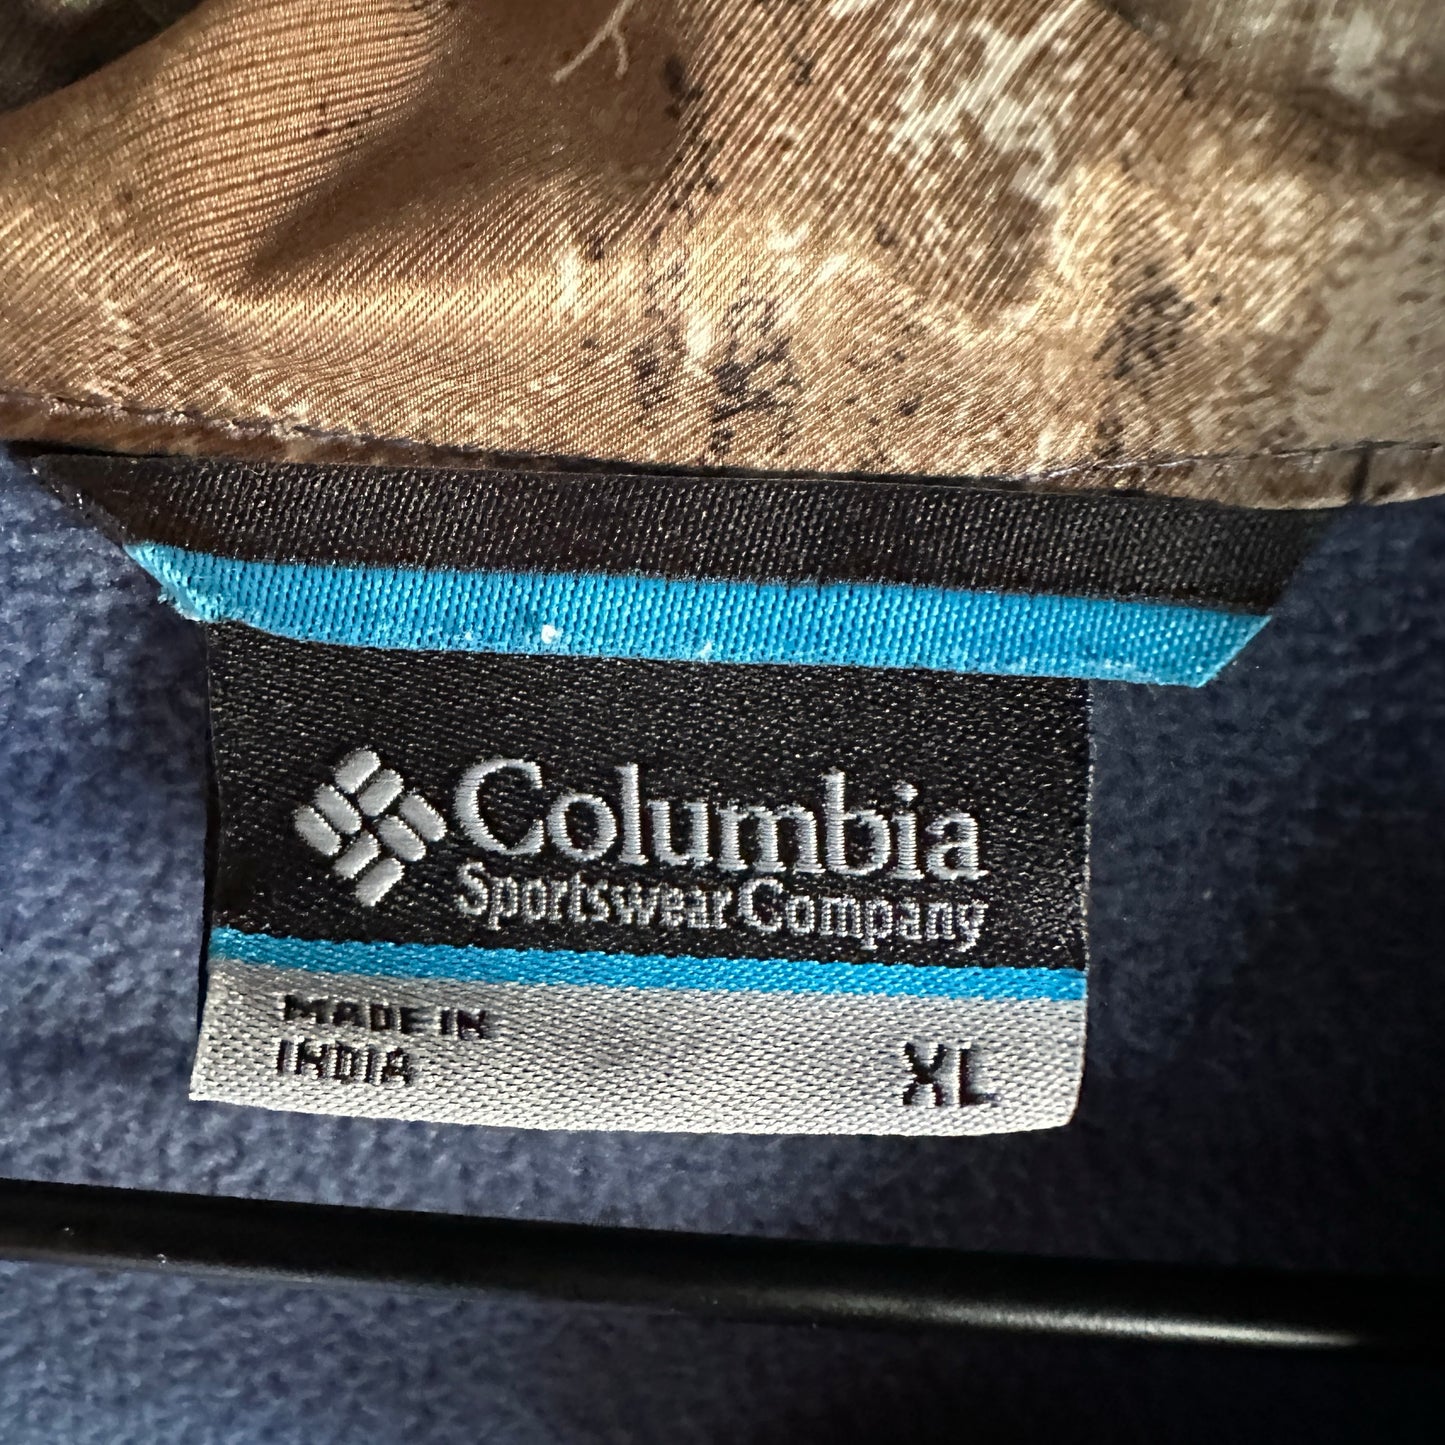 Columbia
Sportswear Company
MADE IN
INDIA
XL